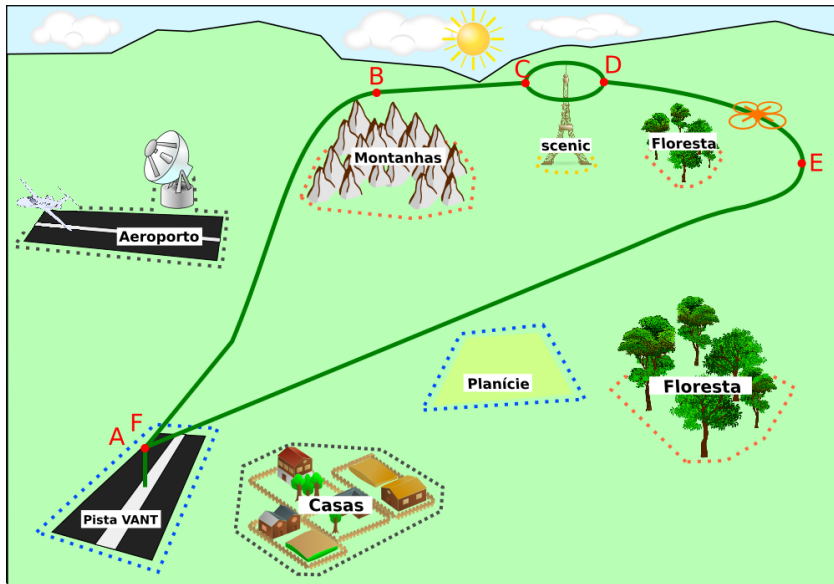 B
C
D
scenic
Floresta
Montanhas
E
Aeroporto
Planície
Floresta
F
A
Casas
Pista VANT